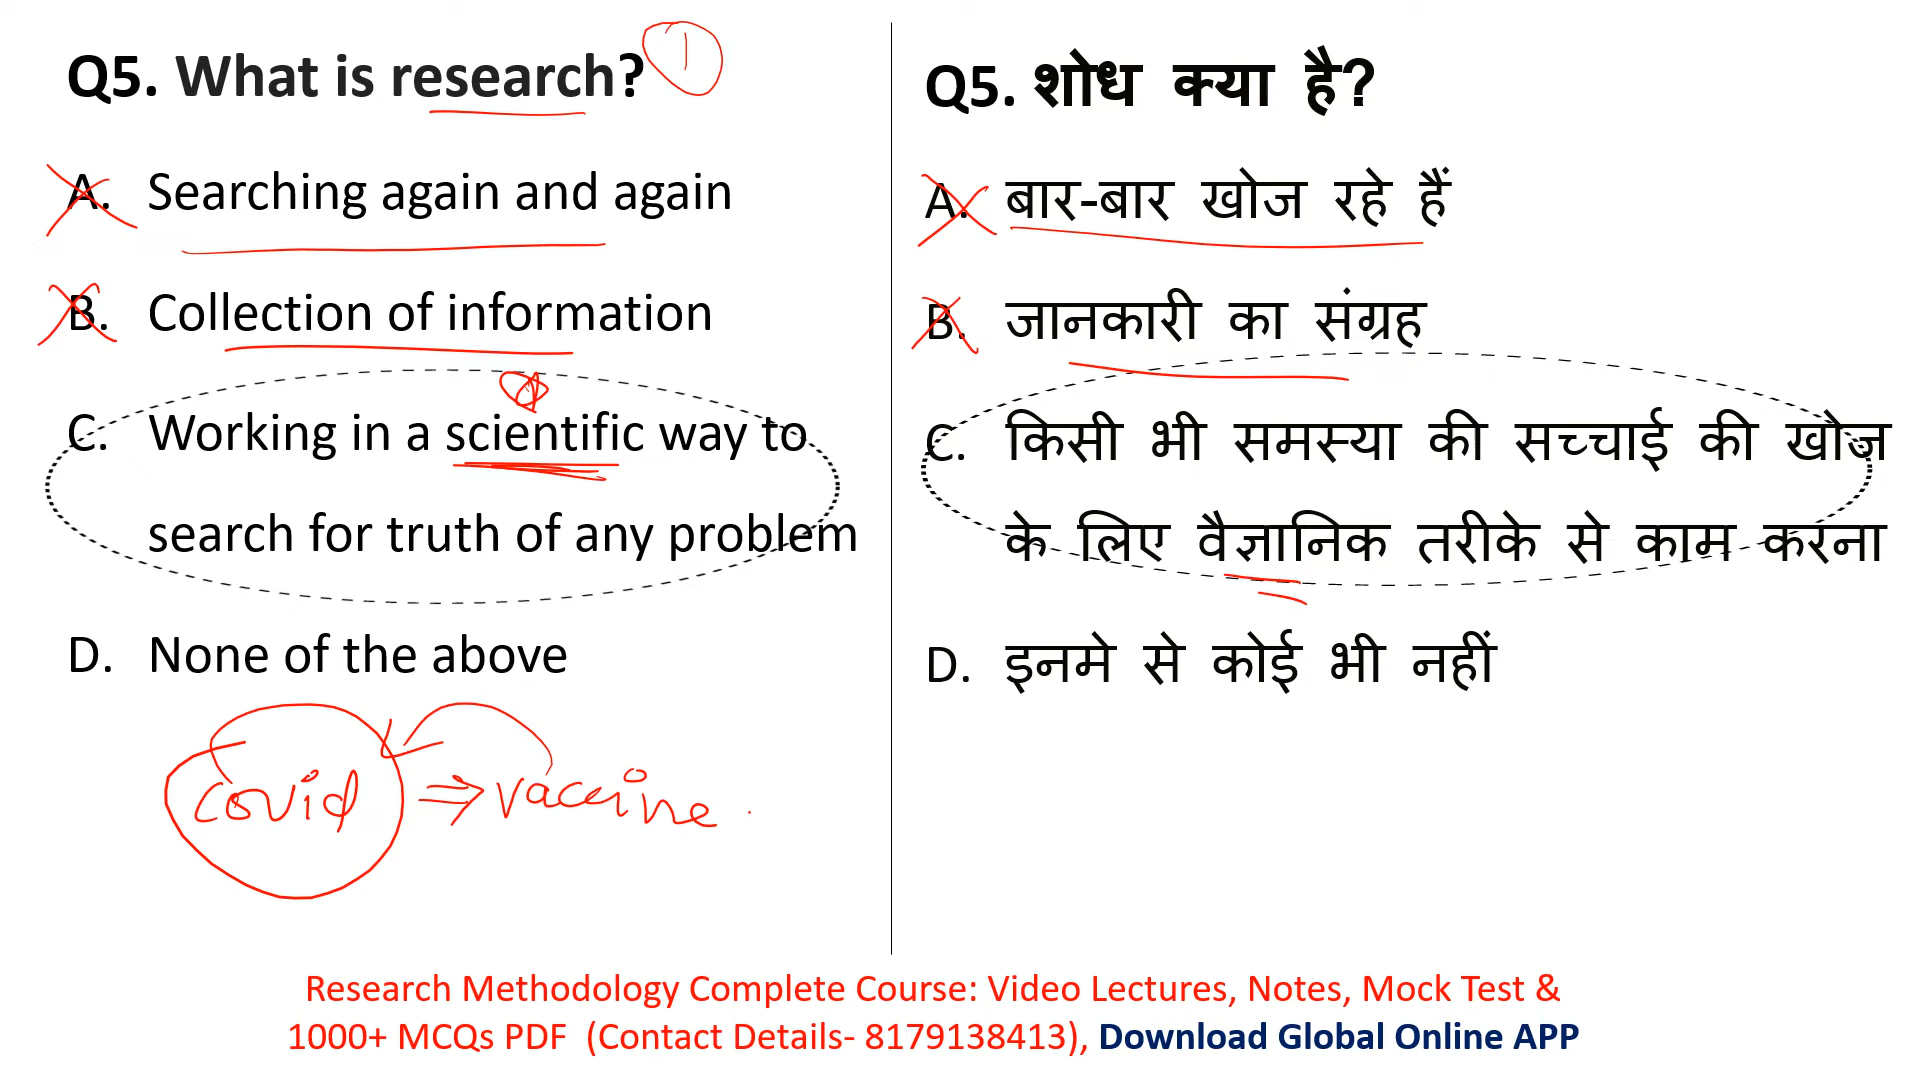 Q5. What is research?
1
A. Searching again and again
B. Collection of information
C. Working in a scientific way to
search for truth of any problem
D. None of the above
covid ⇒ vaccine
Q5. शोध क्या है?
A. बार-बार खोज रहे हैं
B. जानकारी का संग्रह
C. किसी भी समस्या की सच्चाई की खोज
के लिए वैज्ञानिक तरीके से काम करना
D. इनमे से कोई भी नहीं
Research Methodology Complete Course: Video Lectures, Notes, Mock Test &
1000+ MCQs PDF (Contact Details- 8179138413), Download Global Online APP